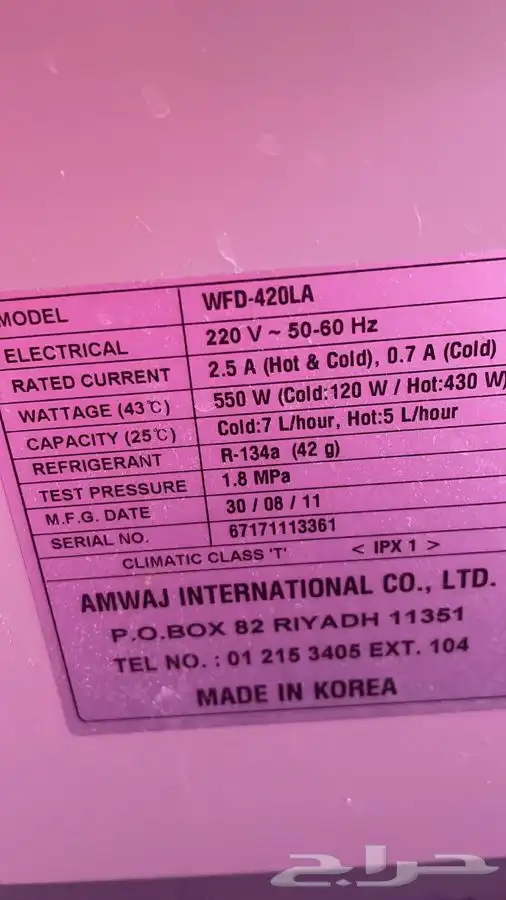 MODEL WFD-420LA
ELECTRICAL 220 V ~ 50-60 Hz
RATED CURRENT 2.5 A (Hot & Cold), 0.7 A (Cold)
WATTAGE (43℃) 550 W (Cold:120 W / Hot:430 W)
CAPACITY (25℃) Cold:7 L/hour, Hot:5 L/hour
REFRIGERANT R-134a (42 g)
TEST PRESSURE 1.8 MPa
M.F.G. DATE 30 / 08 / 11
SERIAL NO. 67171113361
CLIMATIC CLASS 'T' < IPX 1 >
AMWAJ INTERNATIONAL CO., LTD.
P.O.BOX 82 RIYADH 11351
TEL NO. : 01 215 3405 EXT. 104
MADE IN KOREA
حراج